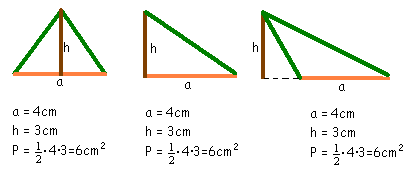 h
a
a = 4cm
h = 3cm
P = 1/2·4·3=6cm²
h
a
a = 4cm
h = 3cm
P = 1/2·4·3=6cm²
h
a
a = 4cm
h = 3cm
P = 1/2·4·3=6cm²